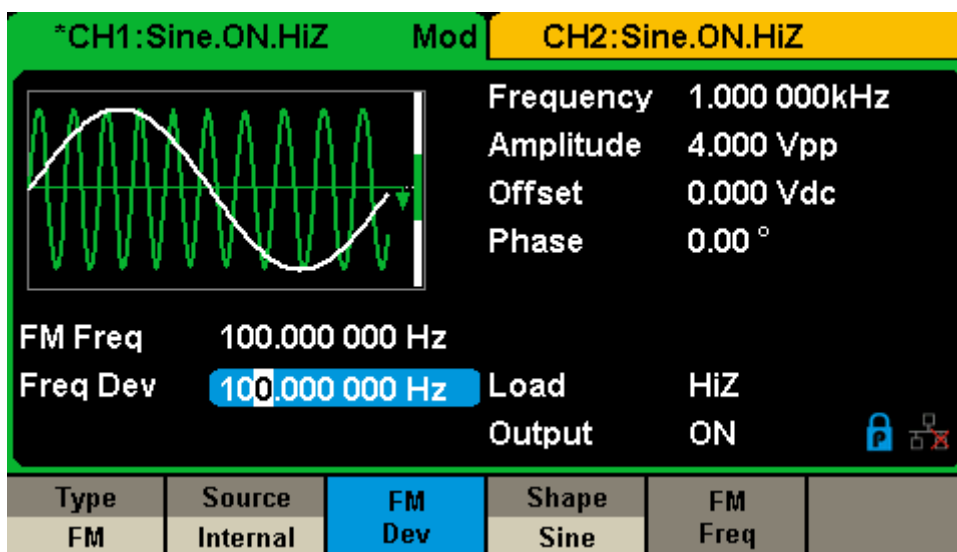 *CH1:Sine.ON.HiZ Mod CH2:Sine.ON.HiZ
Frequency 1.000 000kHz
Amplitude 4.000 Vpp
Offset 0.000 Vdc
Phase 0.00 °
FM Freq 100.000 000 Hz
Freq Dev 100.000 000 Hz Load HiZ
Output ON P
Type Source FM Shape FM
FM Internal Dev Sine Freq